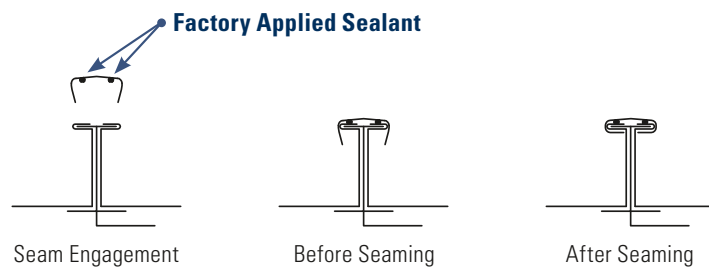 Factory Applied Sealant
Seam Engagement
Before Seaming
After Seaming